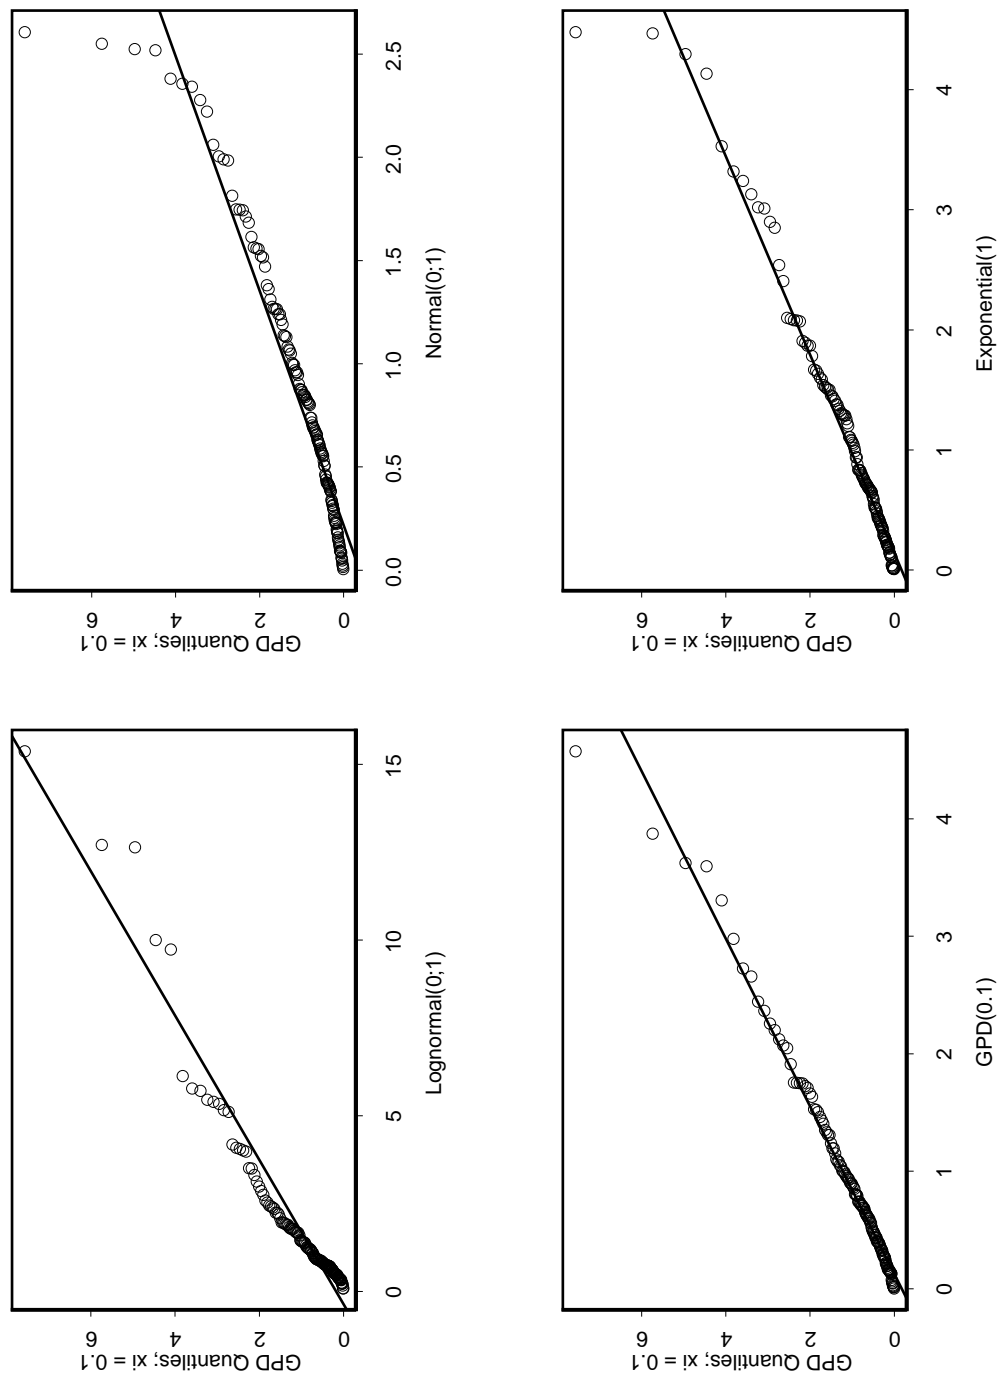 GPD Quantiles; xi = 0.1
0 2 4 6
0.0 0.5 1.0 1.5 2.0 2.5
Normal(0;1)
GPD Quantiles; xi = 0.1
0 2 4 6
0 1 2 3 4
Exponential(1)
GPD Quantiles; xi = 0.1
0 2 4 6
0 5 10 15
Lognormal(0;1)
GPD Quantiles; xi = 0.1
0 2 4 6
0 1 2 3 4
GPD(0.1)